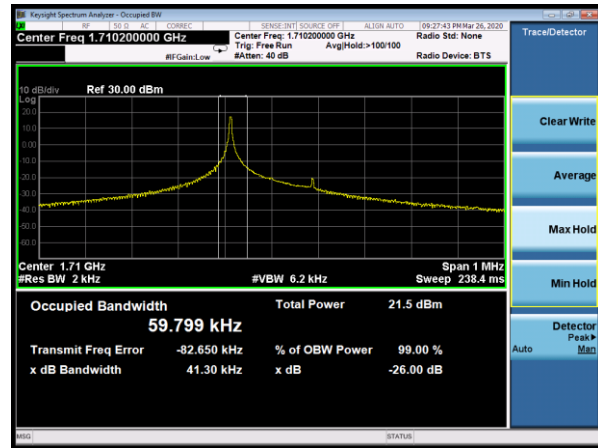 Keysight Spectrum Analyzer - Occupied BW
RF 50 Ω AC CORREC SENSE:INT SOURCE OFF ALIGN AUTO 09:27:43 PM Mar 26, 2020
Center Freq 1.710200000 GHz
Center Freq: 1.710200000 GHz
Radio Std: None
Trig: Free Run Avg|Hold:>100/100
#IFGain:Low #Atten: 40 dB Radio Device: BTS
10 dB/div Ref 30.00 dBm
Log
20.0
10.0
0.00
-10.0
-20.0
-30.0
-40.0
-50.0
-60.0
Center 1.71 GHz Span 1 MHz
#Res BW 2 kHz #VBW 6.2 kHz Sweep 238.4 ms
Occupied Bandwidth Total Power 21.5 dBm
59.799 kHz
Transmit Freq Error -82.650 kHz % of OBW Power 99.00 %
x dB Bandwidth 41.30 kHz x dB -26.00 dB
MSG STATUS
Trace/Detector
Clear Write
Average
Max Hold
Min Hold
Detector
Peak▶
Auto Man